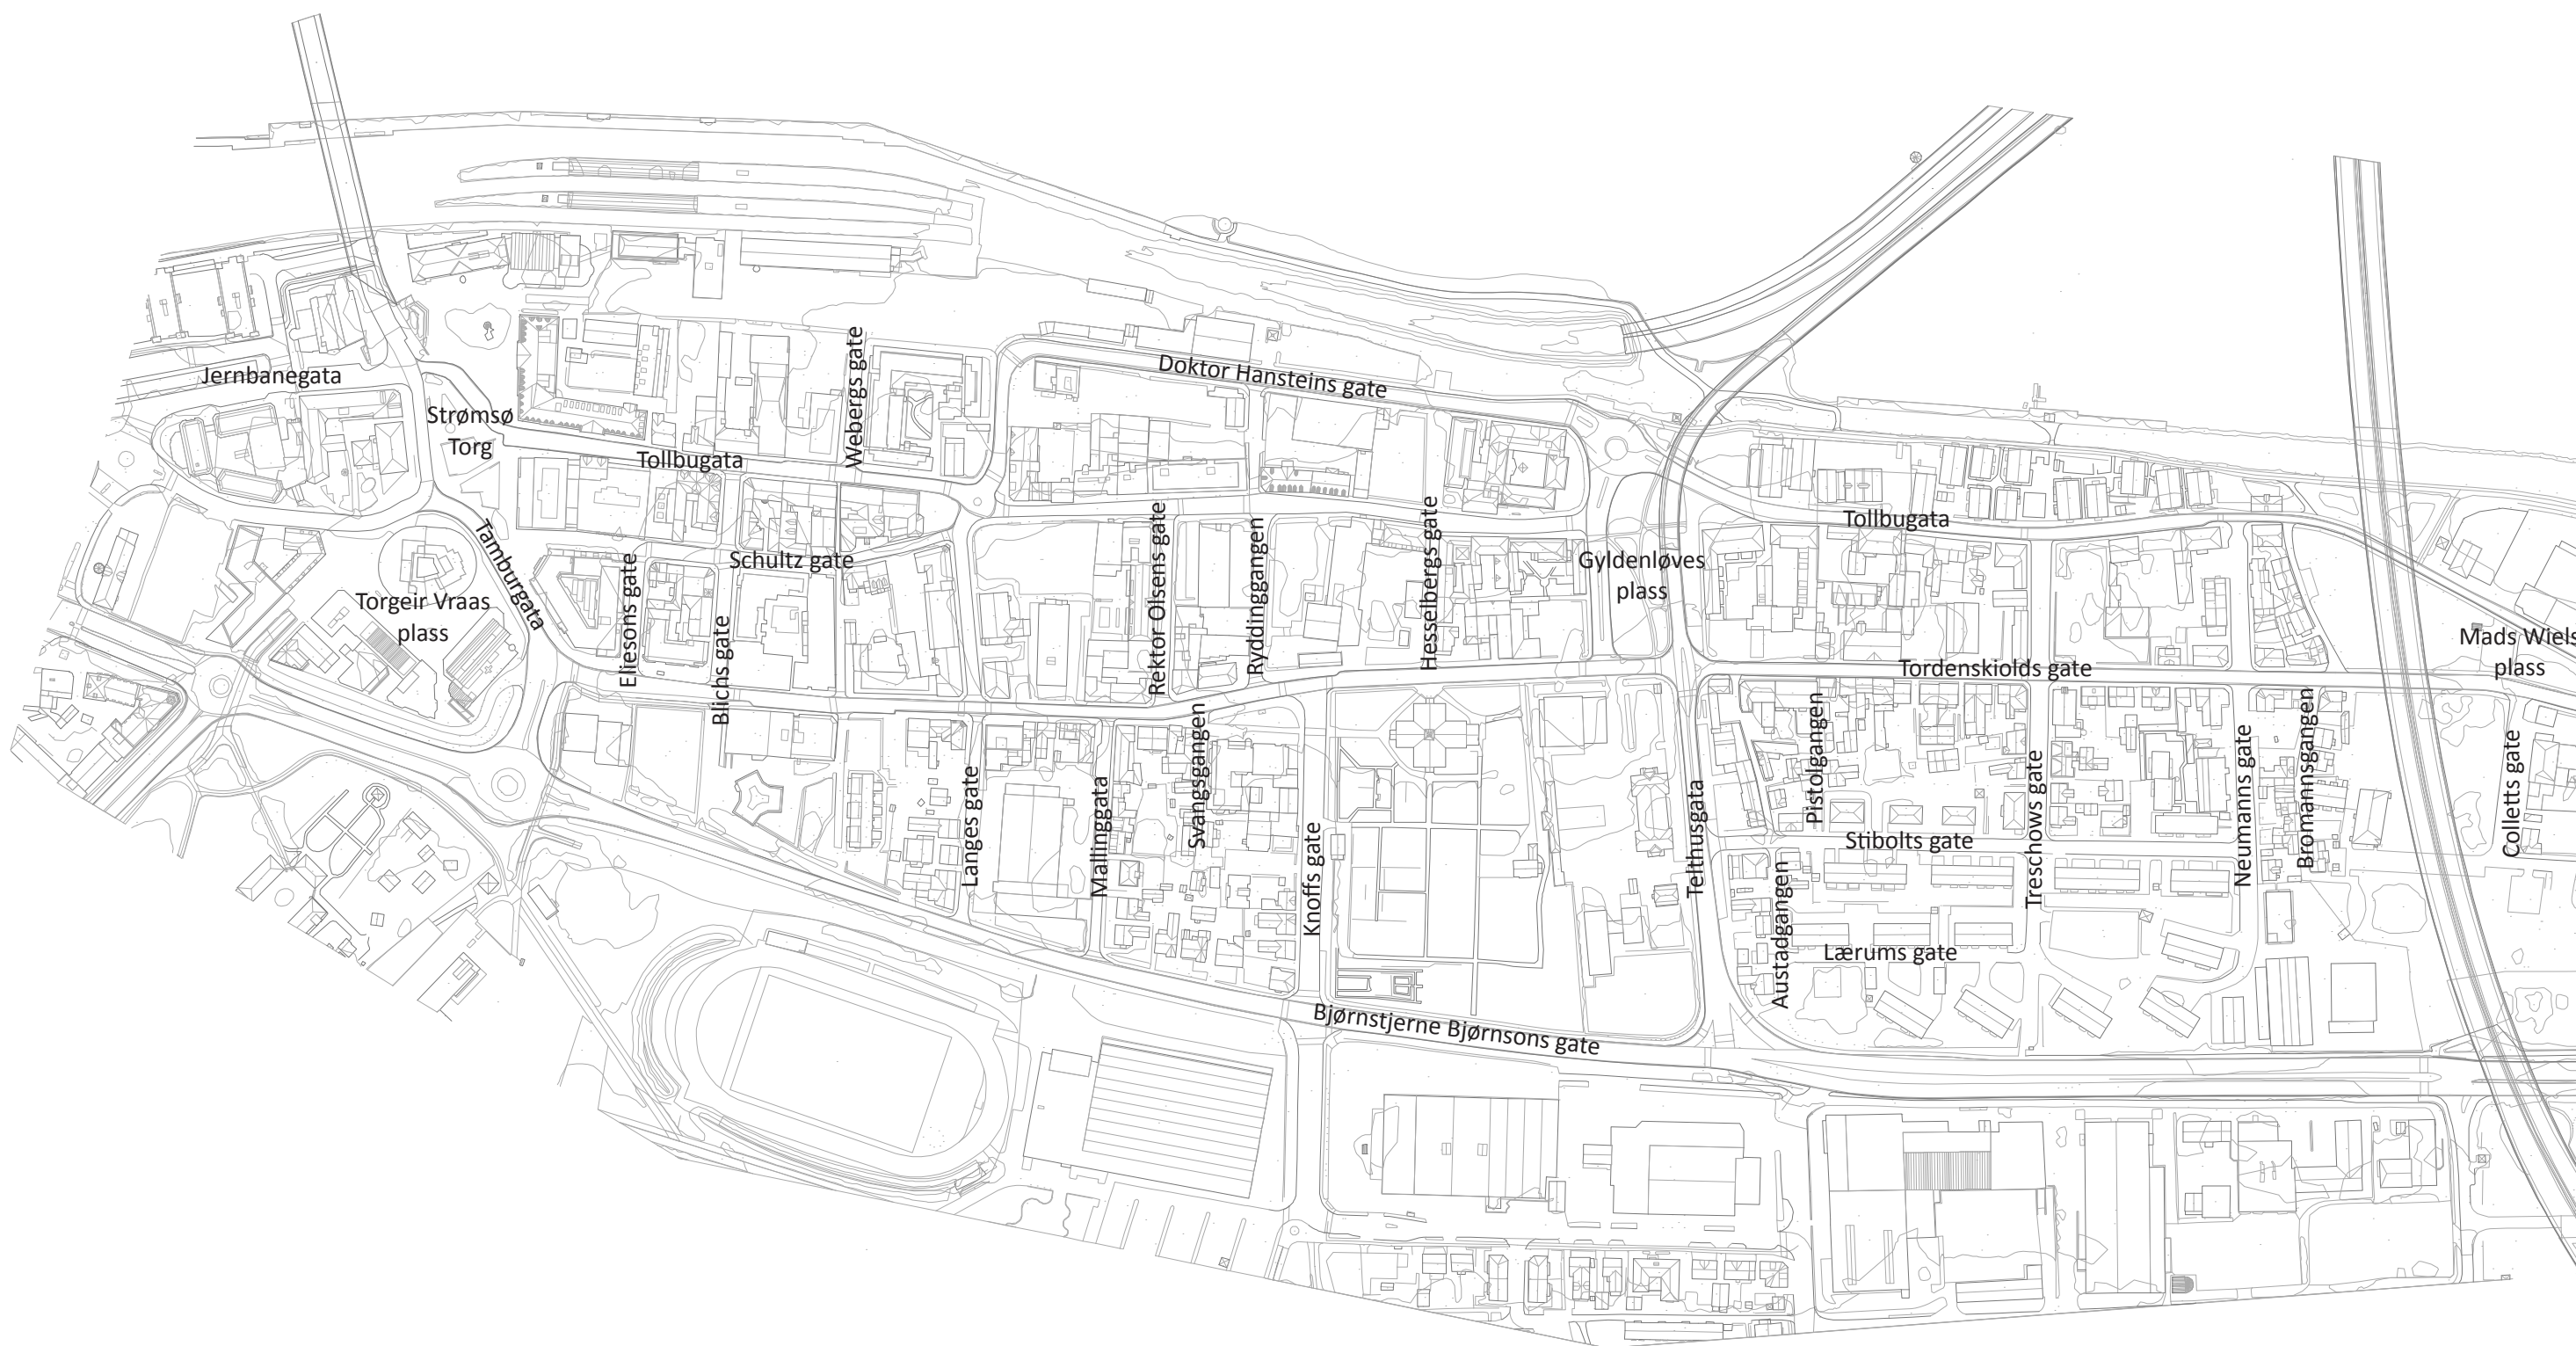 Jernbanegata
Strømsø
Torg
Tollbugata
Webergs gate
Doktor Hansteins gate
Tamburgata
Torgeir Vraas
plass
Eliesons gate
Schultz gate
Blichs gate
Rektor Olsens gate
Ryddinggangen
Hesselbergs gate
Gyldenløves
plass
Tollbugata
Tordenskiolds gate
Mads Wiels
plass
Langes gate
Mallinggata
Svangsgangen
Knoffs gate
Telthusgata
Pistolgangen
Stibolts gate
Treschows gate
Neumanns gate
Bromannsgangen
Colletts gate
Austadgangen
Lærums gate
Bjørnstjerne Bjørnsons gate